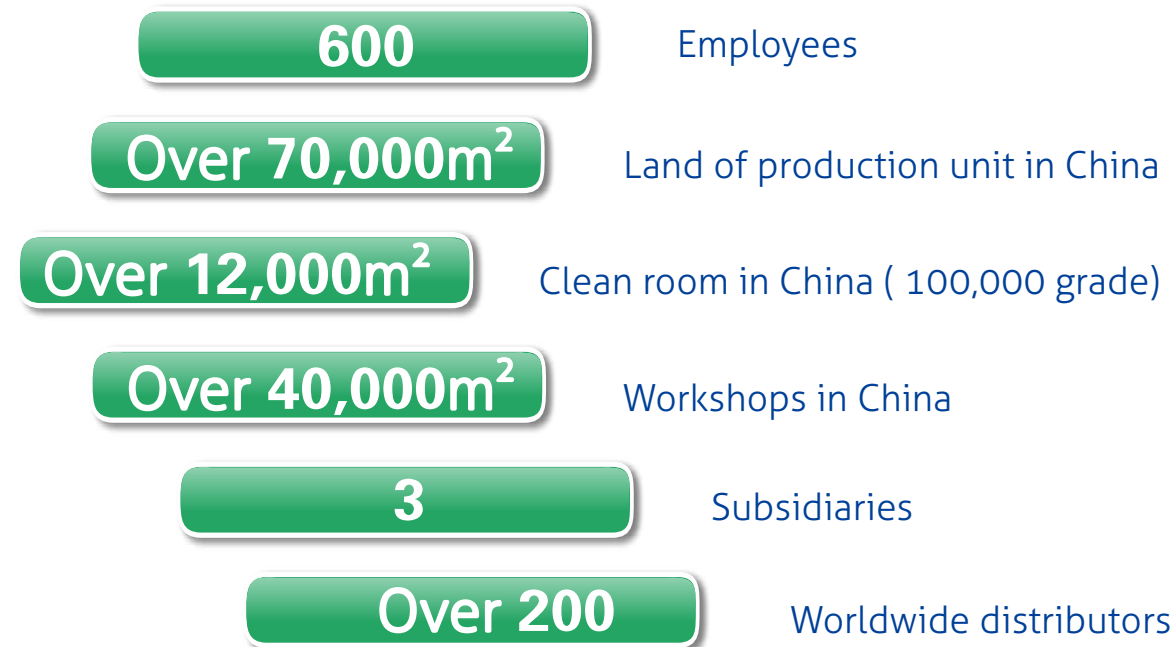 600 Employees
Over 70,000m² Land of production unit in China
Over 12,000m² Clean room in China ( 100,000 grade)
Over 40,000m² Workshops in China
3 Subsidiaries
Over 200 Worldwide distributors